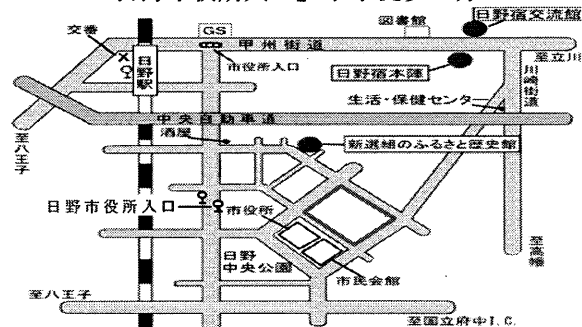 日野宿交流館
図書館
GS
交番
甲州街道
至立川
日野駅
市役所入口
日野宿本陣
川崎街道
生活・保健センタ
中央自動車道
酒屋
至八王子
新選組のふるさと歴史館
日野市役所入口
市役所
日野
中央公園
市民会館
至高幡
至八王子
至国立府中I.C.